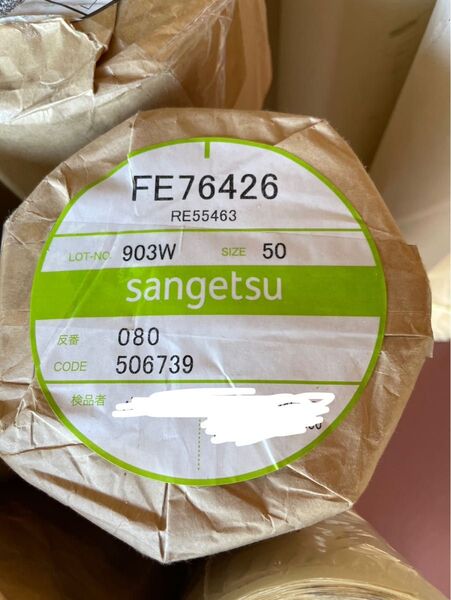 FE76426
RE55463
LOT-NO. 903W SIZE 50
sangetsu
反番 080
CODE 506739
検品者